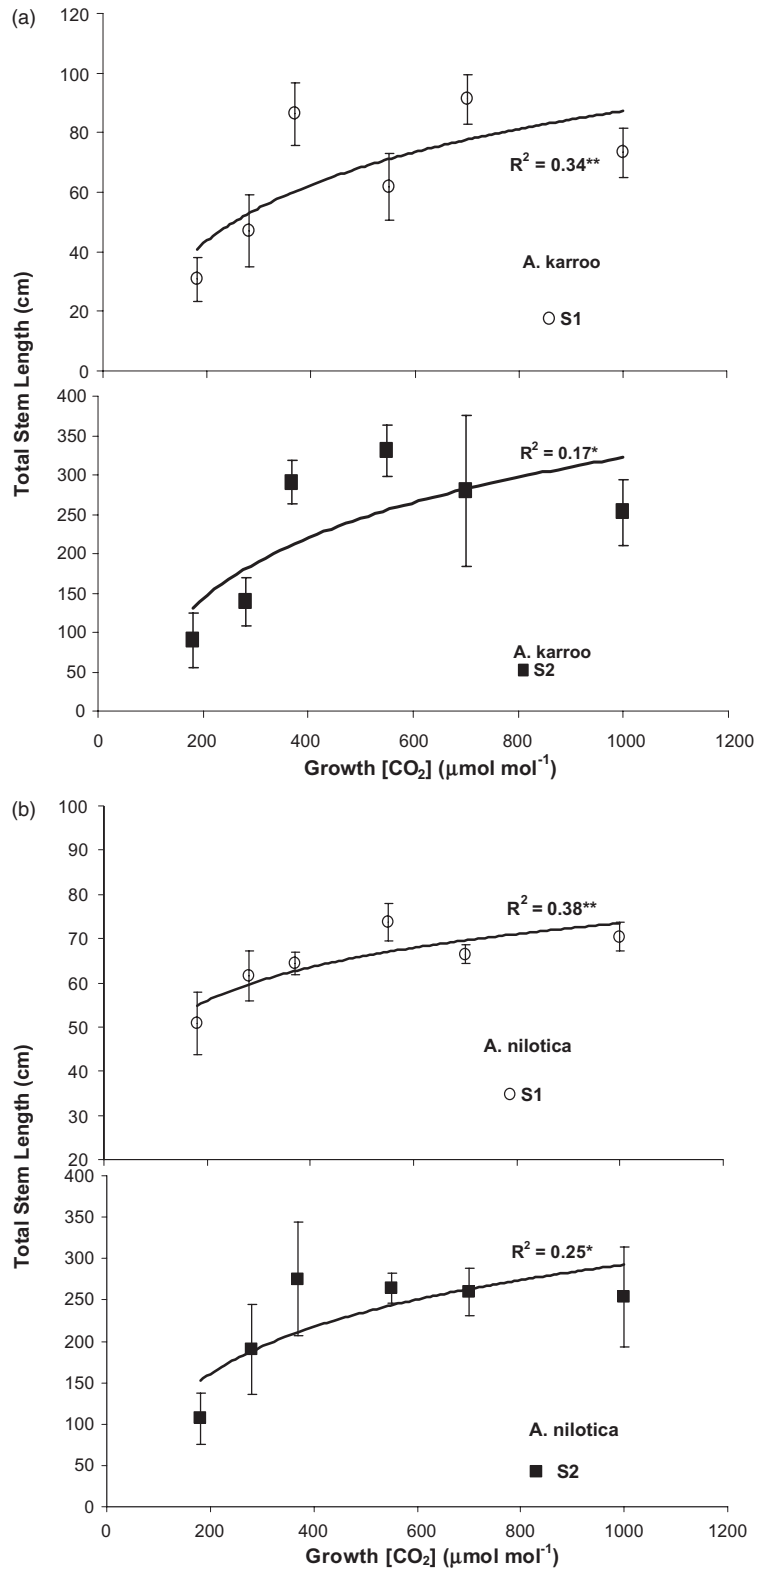 (a)
120
100
80
60
40
20
0
R² = 0.34**
A. karroo
S1
Total Stem Length (cm)
400
350
300
250
200
150
100
50
0
R² = 0.17*
A. karroo
S2
0 200 400 600 800 1000 1200
Growth [CO₂] (μmol mol⁻¹)
(b)
100
90
80
70
60
50
40
30
20
R² = 0.38**
A. nilotica
S1
Total Stem Length (cm)
400
350
300
250
200
150
100
50
0
R² = 0.25*
A. nilotica
S2
0 200 400 600 800 1000 1200
Growth [CO₂] (μmol mol⁻¹)